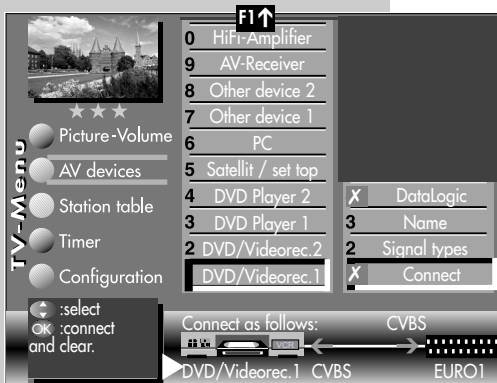 F1↑
0 HiFi-Amplifier
9 AV-Receiver
8 Other device 2
7 Other device 1
6 PC
5 Satellit / set top
4 DVD Player 2
3 DVD Player 1
2 DVD/Videorec.2
DVD/Videorec.1
TV-Menu
Picture-Volume
AV devices
Station table
Timer
Configuration
✗ DataLogic
3 Name
2 Signal types
✗ Connect
:select
OK :connect
and clear.
Connect as follows: CVBS
VCR
DVD/Videorec.1 CVBS EURO1